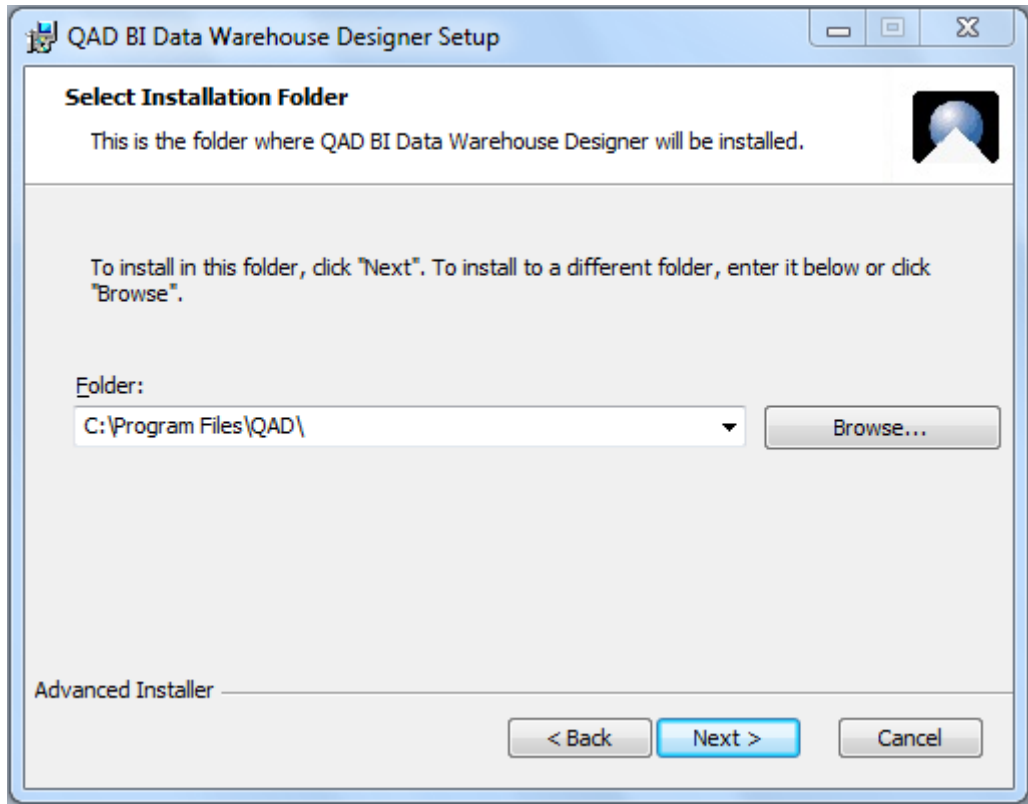 QAD BI Data Warehouse Designer Setup
Select Installation Folder
This is the folder where QAD BI Data Warehouse Designer will be installed.
To install in this folder, click "Next". To install to a different folder, enter it below or click
"Browse".
Folder:
C:\Program Files\QAD\
Browse...
Advanced Installer
< Back
Next >
Cancel